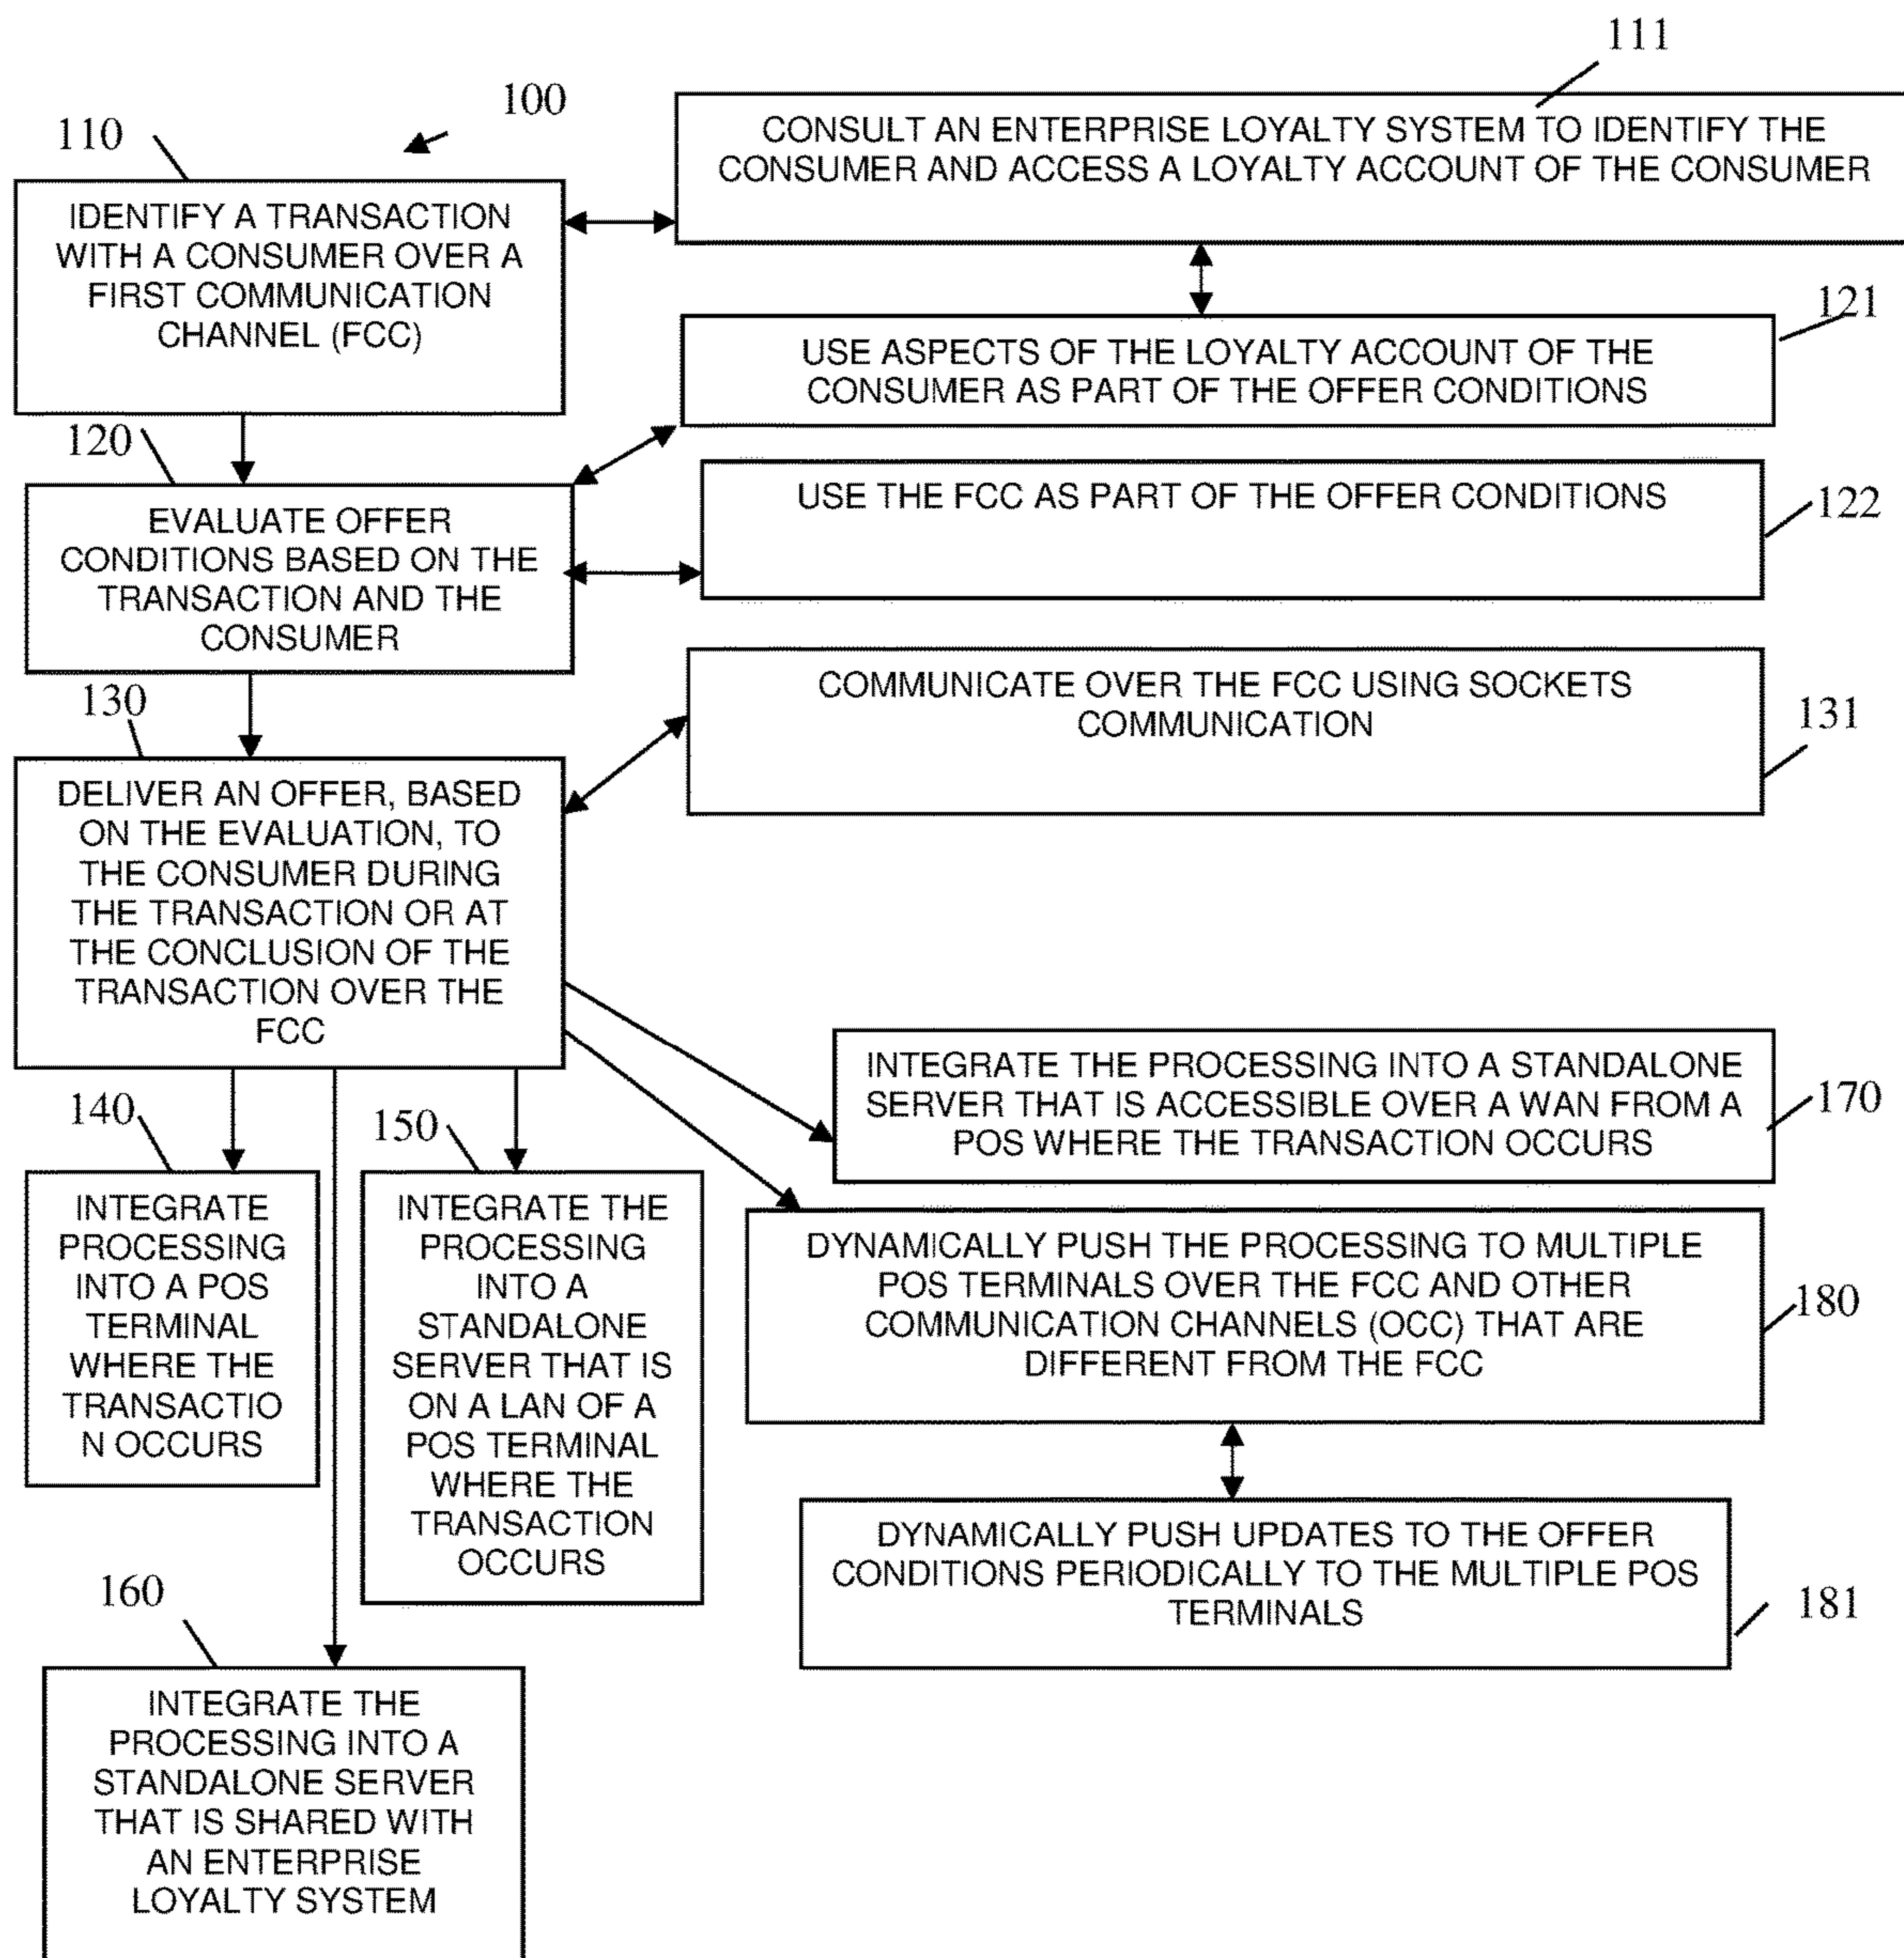 111
100
110
CONSULT AN ENTERPRISE LOYALTY SYSTEM TO IDENTIFY THE
CONSUMER AND ACCESS A LOYALTY ACCOUNT OF THE CONSUMER
IDENTIFY A TRANSACTION
WITH A CONSUMER OVER A
FIRST COMMUNICATION
CHANNEL (FCC)
121
USE ASPECTS OF THE LOYALTY ACCOUNT OF THE
CONSUMER AS PART OF THE OFFER CONDITIONS
120
EVALUATE OFFER
CONDITIONS BASED ON THE
TRANSACTION AND THE
CONSUMER
USE THE FCC AS PART OF THE OFFER CONDITIONS
122
130
COMMUNICATE OVER THE FCC USING SOCKETS
COMMUNICATION
131
DELIVER AN OFFER, BASED
ON THE EVALUATION, TO
THE CONSUMER DURING
THE TRANSACTION OR AT
THE CONCLUSION OF THE
TRANSACTION OVER THE
FCC
INTEGRATE THE PROCESSING INTO A STANDALONE
SERVER THAT IS ACCESSIBLE OVER A WAN FROM A
POS WHERE THE TRANSACTION OCCURS
170
140
150
INTEGRATE
PROCESSING
INTO A POS
TERMINAL
WHERE THE
TRANSACTIO
N OCCURS
INTEGRATE THE
PROCESSING
INTO A
STANDALONE
SERVER THAT IS
ON A LAN OF A
POS TERMINAL
WHERE THE
TRANSACTION
OCCURS
DYNAMICALLY PUSH THE PROCESSING TO MULTIPLE
POS TERMINALS OVER THE FCC AND OTHER
COMMUNICATION CHANNELS (OCC) THAT ARE
DIFFERENT FROM THE FCC
180
DYNAMICALLY PUSH UPDATES TO THE OFFER
CONDITIONS PERIODICALLY TO THE MULTIPLE POS
TERMINALS
181
160
INTEGRATE THE
PROCESSING INTO A
STANDALONE SERVER
THAT IS SHARED WITH
AN ENTERPRISE
LOYALTY SYSTEM